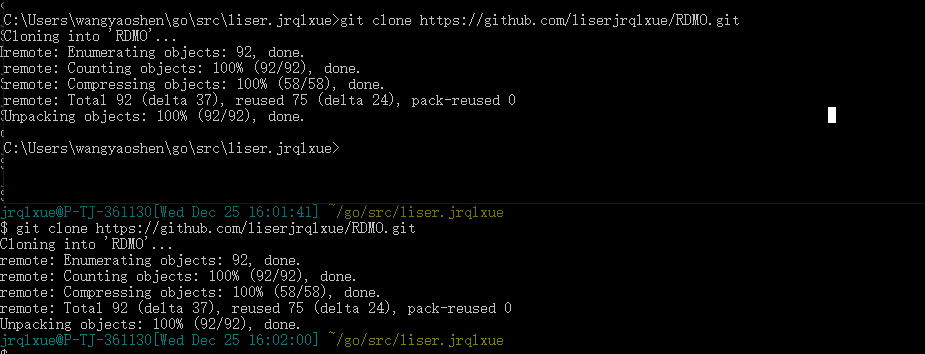 C:\Users\wangyaoshen\go\src\liser.jrqlxue>git clone https://github.com/liserjrqlxue/RDMO.git
Cloning into 'RDMO'...
remote: Enumerating objects: 92, done.
remote: Counting objects: 100% (92/92), done.
remote: Compressing objects: 100% (58/58), done.
remote: Total 92 (delta 37), reused 75 (delta 24), pack-reused 0
Unpacking objects: 100% (92/92), done.
C:\Users\wangyaoshen\go\src\liser.jrqlxue>
jrqlxue@P-TJ-361130[Wed Dec 25 16:01:41] ~/go/src/liser.jrqlxue
$ git clone https://github.com/liserjrqlxue/RDMO.git
Cloning into 'RDMO'...
remote: Enumerating objects: 92, done.
remote: Counting objects: 100% (92/92), done.
remote: Compressing objects: 100% (58/58), done.
remote: Total 92 (delta 37), reused 75 (delta 24), pack-reused 0
Unpacking objects: 100% (92/92), done.
jrqlxue@P-TJ-361130[Wed Dec 25 16:02:00] ~/go/src/liser.jrqlxue
$